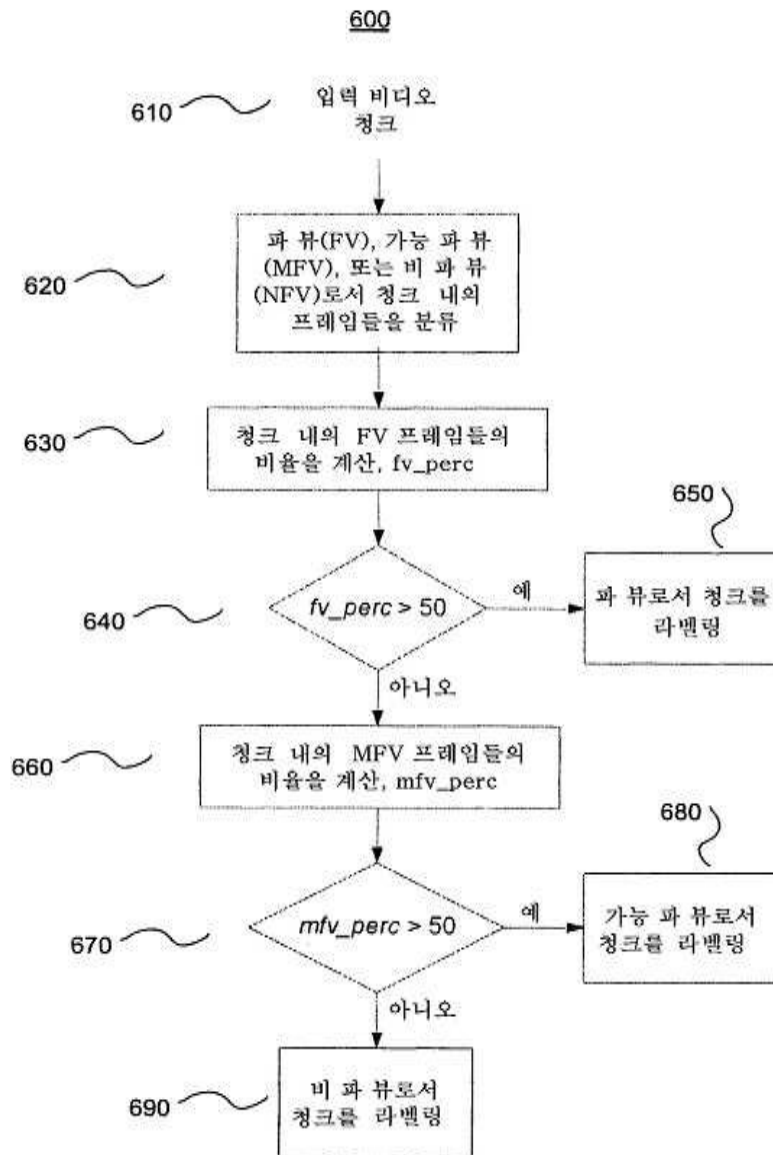 600
610
입력 비디오
청크
620
파 뷰(FV), 가능 파 뷰
(MFV), 또는 비 파 뷰
(NFV)로서 청크 내의
프레임들을 분류
630
청크 내의 FV 프레임들의
비율을 계산, fv_perc
640
fv_perc > 50
예
650
파 뷰로서 청크를
라벨링
아니오
660
청크 내의 MFV 프레임들의
비율을 계산, mfv_perc
670
mfv_perc > 50
예
680
가능 파 뷰로서
청크를 라벨링
아니오
690
비 파 뷰로서
청크를 라벨링